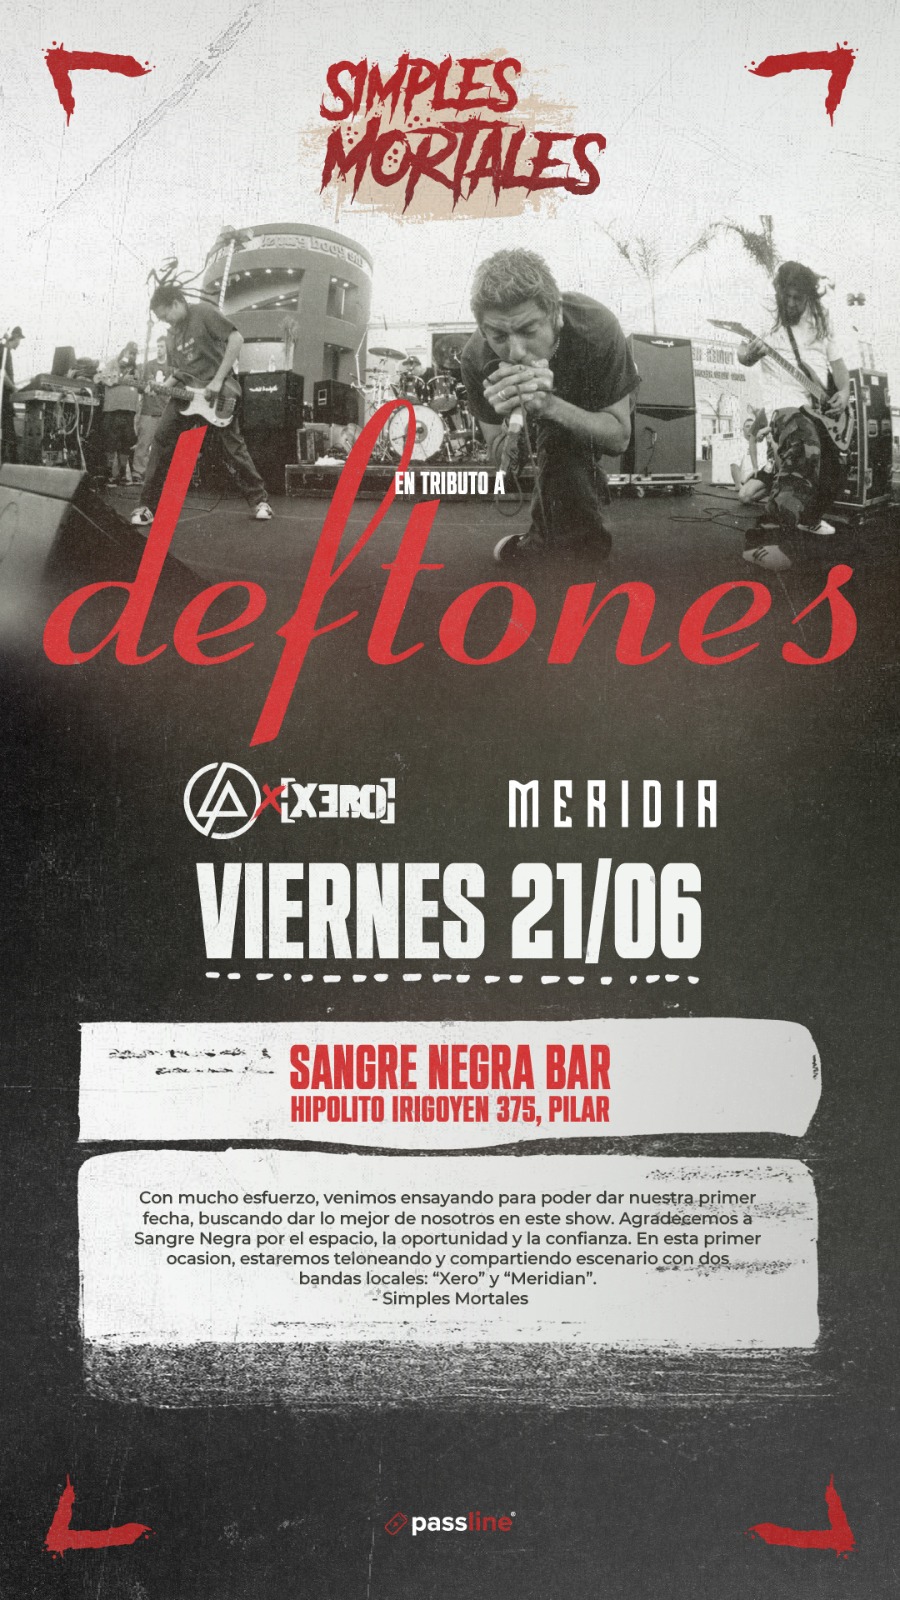 SIMPLES
MORTALES
EN TRIBUTO A
deftones
X [XERO]
MERIDIA
VIERNES 21/06
SANGRE NEGRA BAR
HIPOLITO IRIGOYEN 375, PILAR
Con mucho esfuerzo, venimos ensayando para poder dar nuestra primer
fecha, buscando dar lo mejor de nosotros en este show. Agradecemos a
Sangre Negra por el espacio, la oportunidad y la confianza. En esta primer
ocasion, estaremos teloneando y compartiendo escenario con dos
bandas locales: “Xero” y “Meridian”.
- Simples Mortales
passline